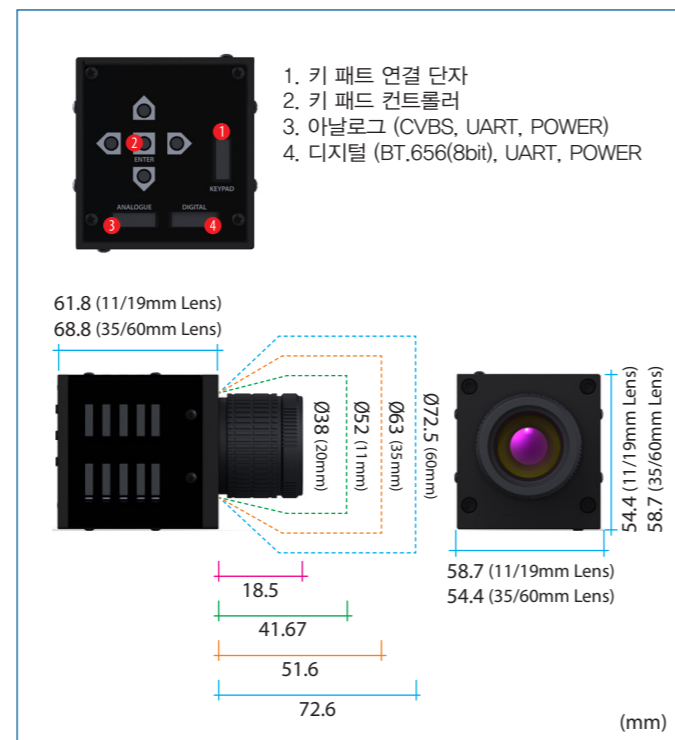 1. 키 패트 연결 단자
2. 키 패드 컨트롤러
3. 아날로그 (CVBS, UART, POWER)
4. 디지털 (BT.656(8bit), UART, POWER
1
2
ENTER
KEYPAD
ANALOGUE
DIGITAL
3
4
61.8 (11/19mm Lens)
68.8 (35/60mm Lens)
Ø38 (20mm)
Ø52 (11mm)
Ø63 (35mm)
Ø72.5 (60mm)
54.4 (11/19mm Lens)
58.7 (35/60mm Lens)
18.5
41.67
51.6
72.6
58.7 (11/19mm Lens)
54.4 (35/60mm Lens)
(mm)